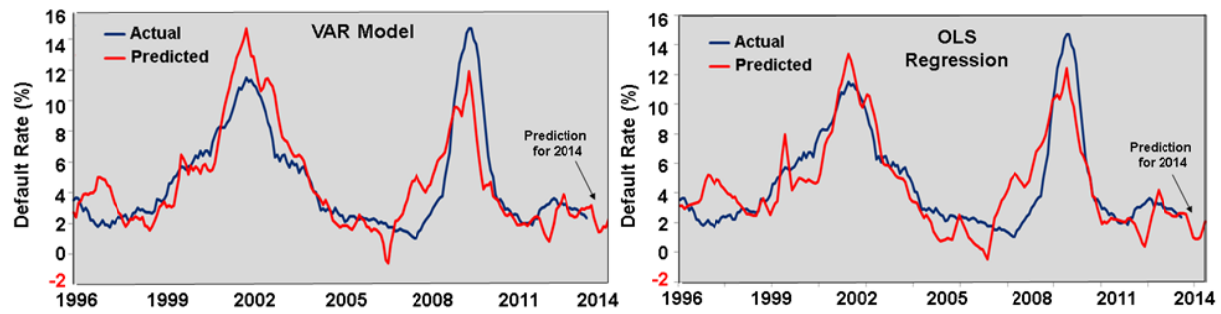 16
14
12
10
8
6
4
2
0
-2
Default Rate (%)
Actual
Predicted
VAR Model
Prediction
for 2014
1996
1999
2002
2005
2008
2011
2014
16
14
12
10
8
6
4
2
0
-2
Default Rate (%)
Actual
Predicted
OLS
Regression
Prediction
for 2014
1996
1999
2002
2005
2008
2011
2014